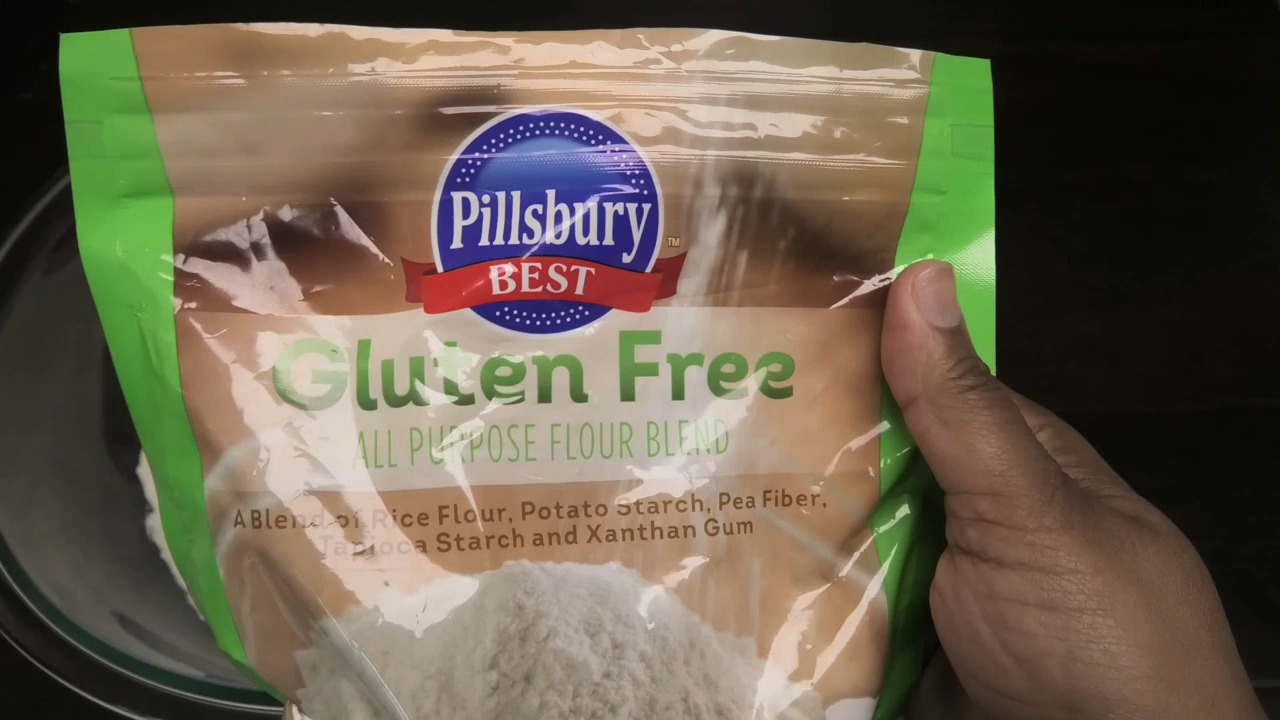 Pillsbury
TM
BEST
Gluten Free
ALL PURPOSE FLOUR BLEND
A Blend of Rice Flour, Potato Starch, Pea Fiber,
Tapioca Starch and Xanthan Gum